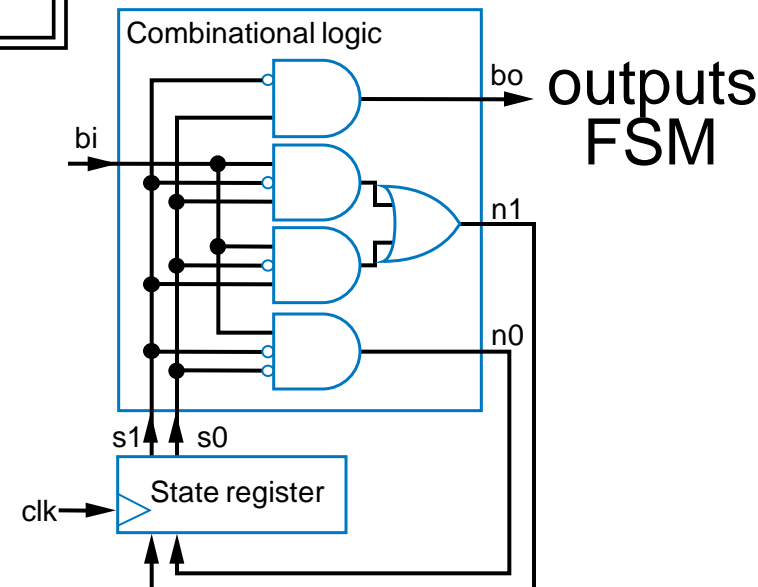 Combinational logic
bo
outputs
FSM
bi
n1
n0
s1
s0
State register
clk